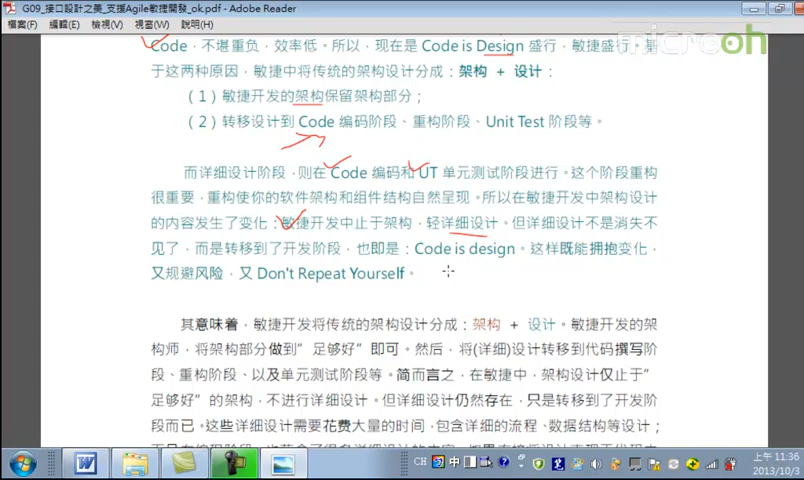 G09_接口設計之美_支援Agile敏捷開發_ok.pdf - Adobe Reader
檔案(F) 編輯(E) 檢視(V) 視窗(W) 說明(H)
microoh
Code，不堪重负，效率低。所以，现在是 Code is Design 盛行，敏捷盛行。基
于这两种原因，敏捷中将传统的架构设计分成：架构 + 设计：
（1）敏捷开发的架构保留架构部分；
（2）转移设计到 Code 编码阶段、重构阶段、Unit Test 阶段等。
而详细设计阶段，则在 Code 编码和 UT 单元测试阶段进行。这个阶段重构
很重要，重构使你的软件架构和组件结构自然呈现。所以在敏捷开发中架构设计
的内容发生了变化：敏捷开发中止于架构，轻详细设计。但详细设计不是消失不
见了，而是转移到了开发阶段，也即是：Code is design。这样既能拥抱变化，
又规避风险，又 Don't Repeat Yourself。
其意味着，敏捷开发将传统的架构设计分成：架构 + 设计。敏捷开发的架
构师，将架构部分做到"足够好"即可。然后，将(详细)设计转移到代码撰写阶
段、重构阶段、以及单元测试阶段等。简而言之，在敏捷中，架构设计仅止于"
足够好"的架构，不进行详细设计。但详细设计仍然存在，只是转移到了开发阶
段而已。这些详细设计需要花费大量的时间，包含详细的流程、数据结构等设计；
CH 中
上午 11:36
2013/10/3